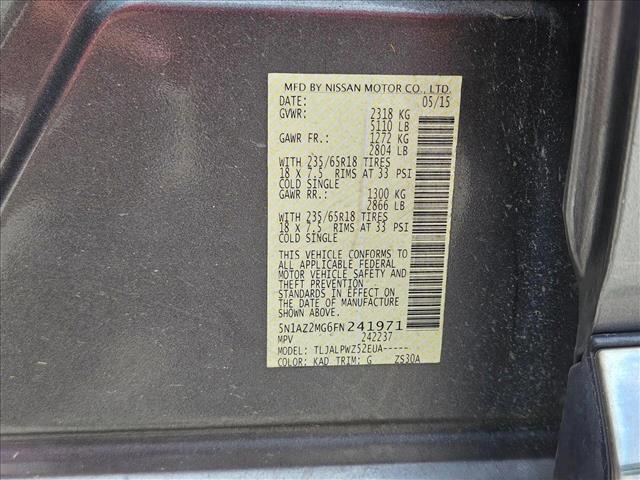 MFD BY NISSAN MOTOR CO., LTD.
DATE: 05/15
GVWR: 2318 KG
5110 LB
GAWR FR.: 1272 KG
2804 LB
WITH 235/65R18 TIRES
18 X 7.5 RIMS AT 33 PSI
COLD SINGLE
GAWR RR.: 1300 KG
2866 LB
WITH 235/65R18 TIRES
18 X 7.5 RIMS AT 33 PSI
COLD SINGLE
THIS VEHICLE CONFORMS TO
ALL APPLICABLE FEDERAL
MOTOR VEHICLE SAFETY AND
THEFT PREVENTION
STANDARDS IN EFFECT ON
THE DATE OF MANUFACTURE
SHOWN ABOVE.
5N1AZ2MG6FN241971
MPV 242237
MODEL: TLJALPWZ52EUA-----
COLOR: KAD TRIM: G ZS30A